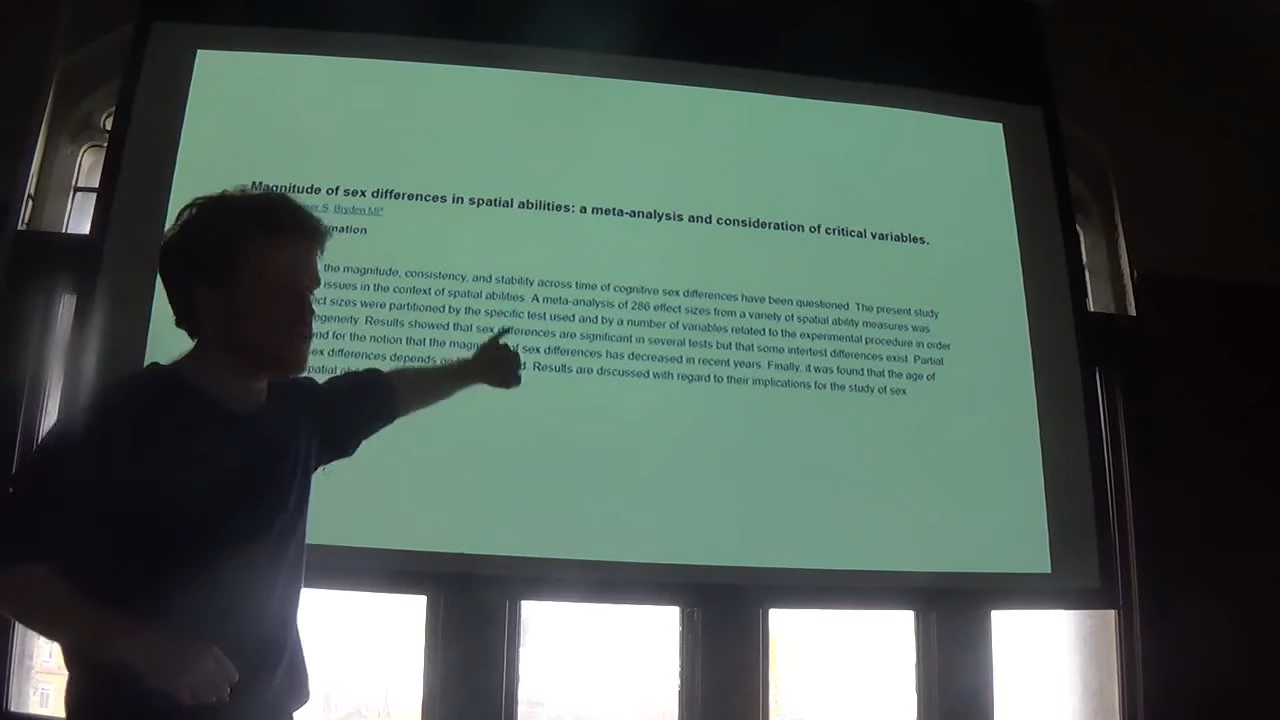 Magnitude of sex differences in spatial abilities: a meta-analysis and consideration of critical variables.
S, Bryden MP
the magnitude, consistency, and stability across time of cognitive sex differences have been questioned. The present study
issues in the context of spatial abilities. A meta-analysis of 286 effect sizes from a variety of spatial ability measures was
sizes were partitioned by the specific test used and by a number of variables related to the experimental procedure in order
Results showed that sex differences are significant in several tests but that some intertest differences exist. Partial
for the notion that the of sex differences has decreased in recent years. Finally, it was found that the age of
sex differences depends on Results are discussed with regard to their implications for the study of sex